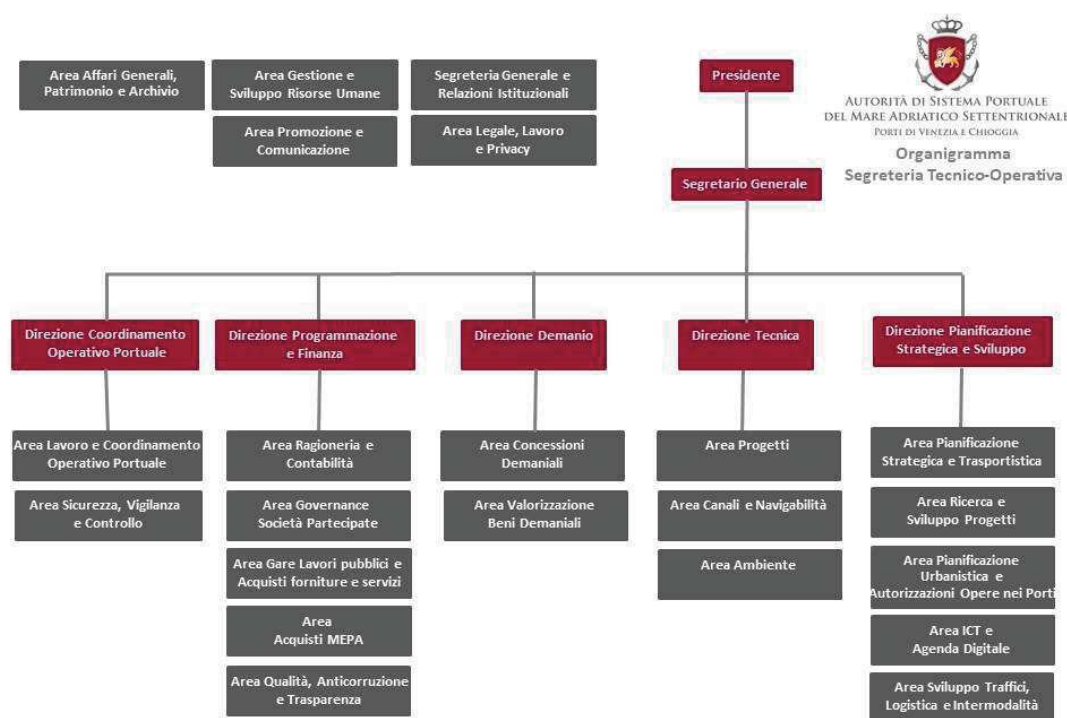 Area Affari Generali,
Patrimonio e Archivio
Area Gestione e
Sviluppo Risorse Umane
Segreteria Generale e
Relazioni Istituzionali
Area Promozione e
Comunicazione
Area Legale, Lavoro
e Privacy
Presidente
Segretario Generale
AUTORITÀ DI SISTEMA PORTUALE
DEL MARE ADRIATICO SETTENTRIONALE
PORTI DI VENEZIA E CHIOGGIA
Organigramma
Segreteria Tecnico-Operativa
Direzione Coordinamento
Operativo Portuale
Direzione Programmazione
e Finanza
Direzione Demanio
Direzione Tecnica
Direzione Pianificazione
Strategica e Sviluppo
Area Lavoro e Coordinamento
Operativo Portuale
Area Sicurezza, Vigilanza
e Controllo
Area Ragioneria e
Contabilità
Area Governance
Società Partecipate
Area Gare Lavori pubblici e
Acquisti forniture e servizi
Area
Acquisti MEPA
Area Qualità, Anticorruzione
e Trasparenza
Area Concessioni
Demaniali
Area Valorizzazione
Beni Demaniali
Area Progetti
Area Canali e Navigabilità
Area Ambiente
Area Pianificazione
Strategica e Trasportistica
Area Ricerca e
Sviluppo Progetti
Area Pianificazione
Urbanistica e
Autorizzazioni Opere nei Porti
Area ICT e
Agenda Digitale
Area Sviluppo Traffici,
Logistica e Intermodalità